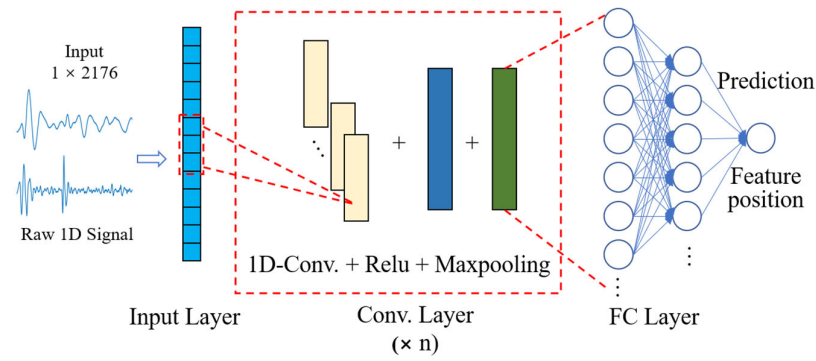 Input
1 × 2176
Raw 1D Signal
Input Layer
+
+
1D-Conv. + Relu + Maxpooling
Conv. Layer
(× n)
Prediction
Feature
position
FC Layer